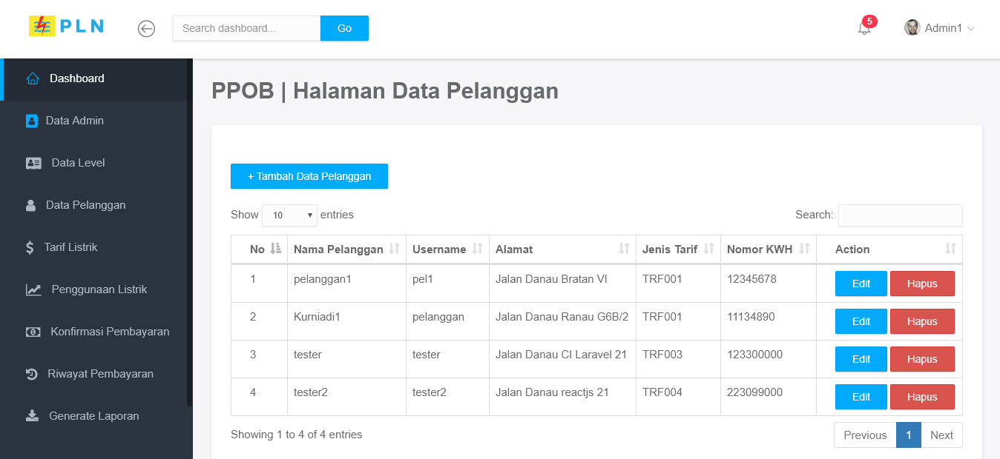 PLN
Search dashboard...
Go
5
Admin1
Dashboard
Data Admin
Data Level
Data Pelanggan
Tarif Listrik
Penggunaan Listrik
Konfirmasi Pembayaran
Riwayat Pembayaran
Generate Laporan
PPOB | Halaman Data Pelanggan
+ Tambah Data Pelanggan
Show 10 entries
Search:
No Nama Pelanggan Username Alamat Jenis Tarif Nomor KWH Action
1 pelanggan1 pel1 Jalan Danau Bratan VI TRF001 12345678 Edit Hapus
2 Kurniadi1 pelanggan Jalan Danau Ranau G6B/2 TRF001 11134890 Edit Hapus
3 tester tester Jalan Danau CI Laravel 21 TRF003 123300000 Edit Hapus
4 tester2 tester2 Jalan Danau reactjs 21 TRF004 223099000 Edit Hapus
Showing 1 to 4 of 4 entries
Previous 1 Next